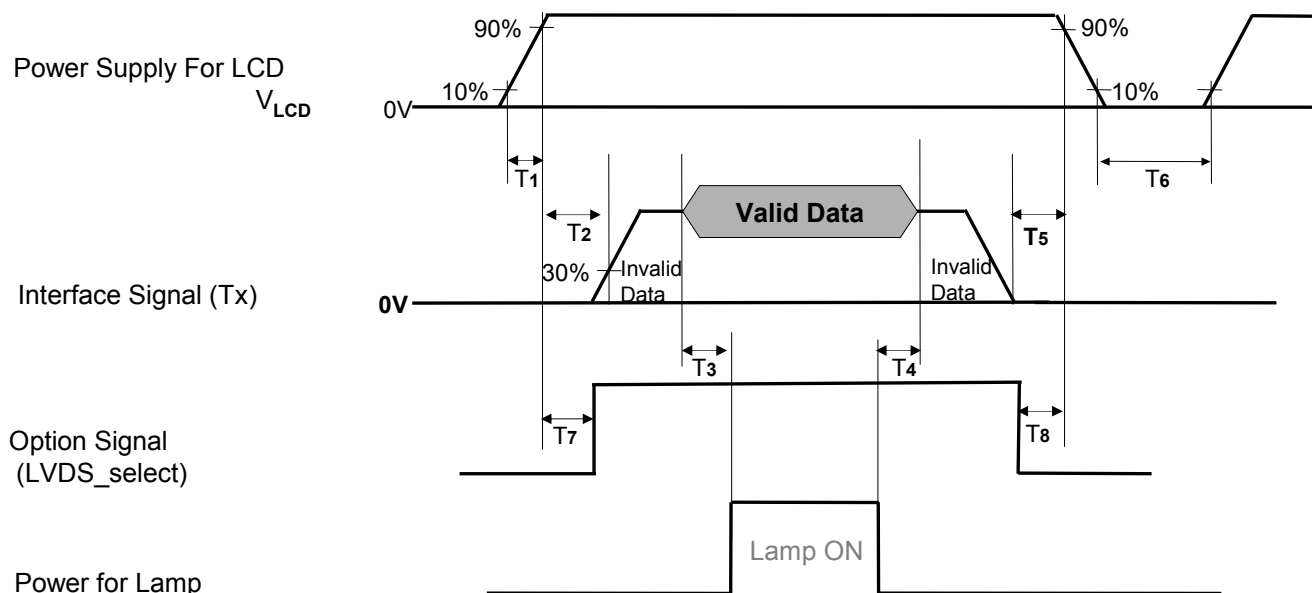 90%
90%
Power Supply For LCD
VLCD
10%
10%
0V
T1
T6
T2
Valid Data
T5
30%
Invalid
Data
Invalid
Data
Interface Signal (Tx)
0V
T3
T4
T7
T8
Option Signal
(LVDS_select)
Lamp ON
Power for Lamp